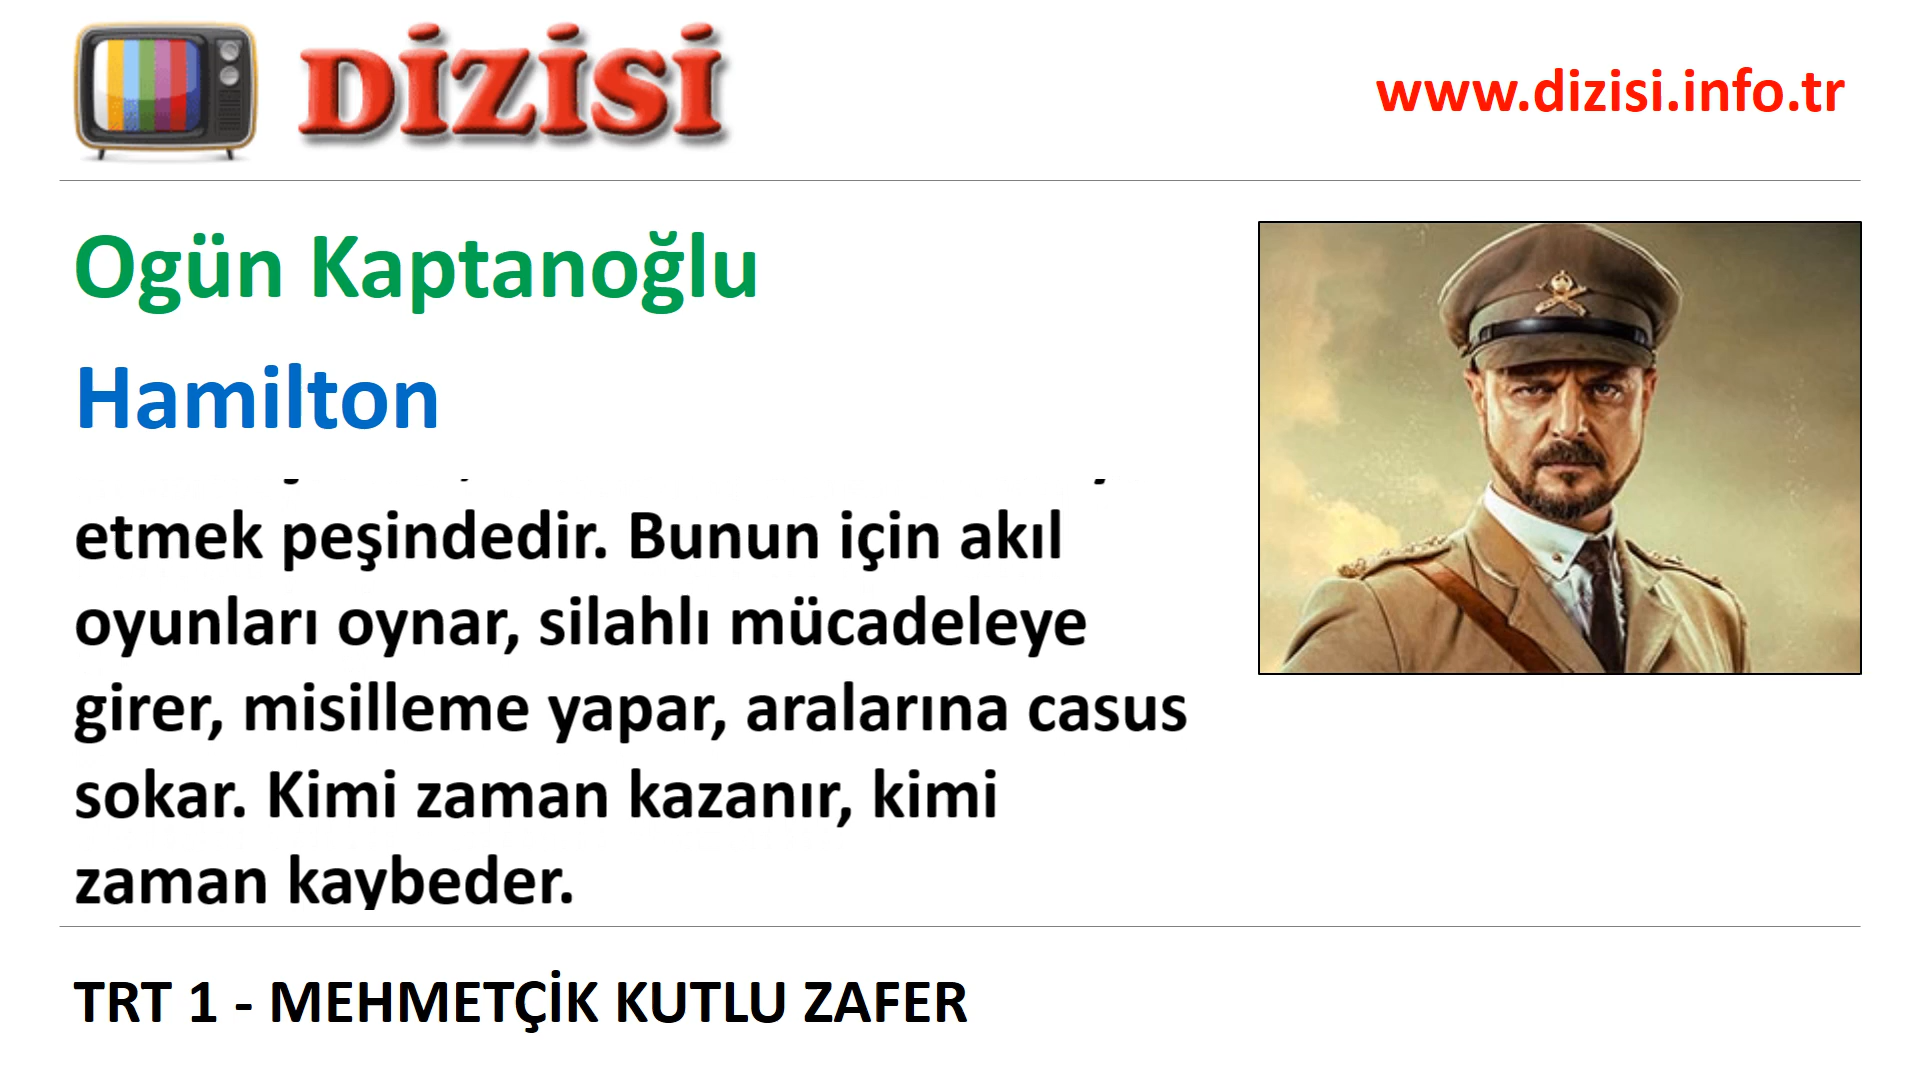 DİZİSİ
www.dizisi.info.tr
Ogün Kaptanoğlu
Hamilton
etmek peşindedir. Bunun için akıl
oyunları oynar, silahlı mücadeleye
girer, misilleme yapar, aralarına casus
sokar. Kimi zaman kazanır, kimi
zaman kaybeder.
TRT 1 - MEHMETÇİK KUTLU ZAFER